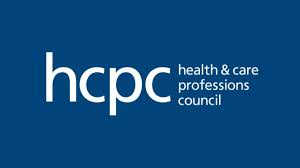 hcpc
health & care
professions
council